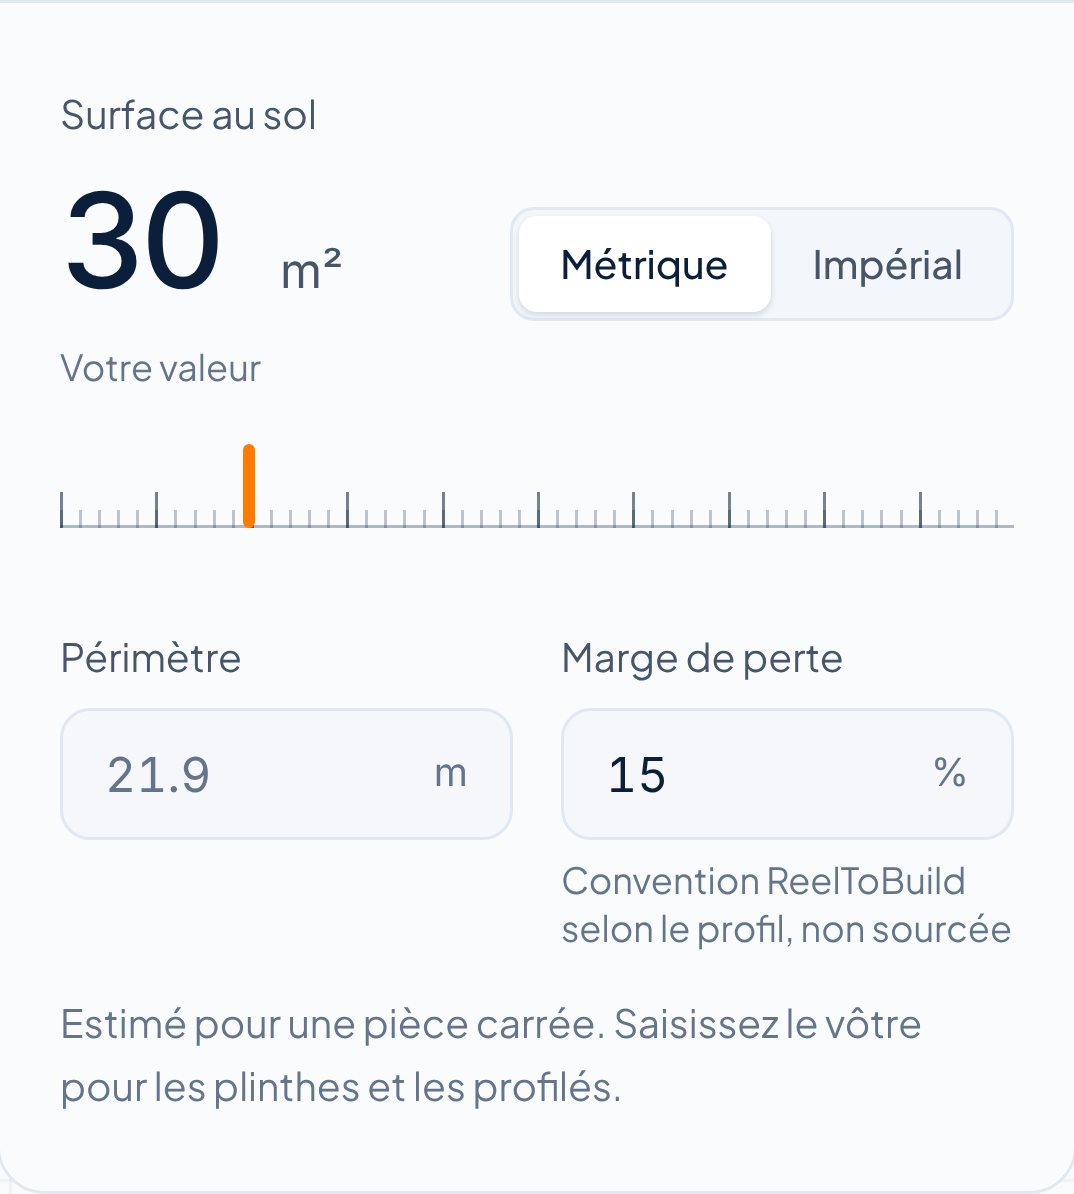 Surface au sol
30 m²
Métrique Impérial
Votre valeur
Périmètre Marge de perte
21.9 m 15 %
Convention ReelToBuild
selon le profil, non sourcée
Estimé pour une pièce carrée. Saisissez le vôtre
pour les plinthes et les profilés.